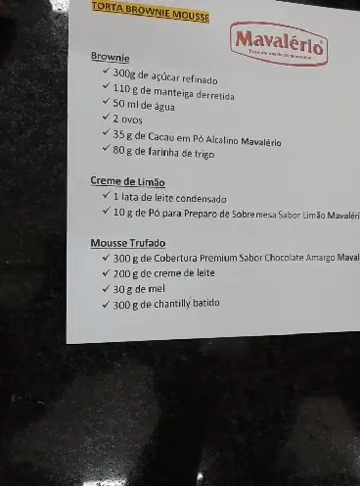 TORTA BROWNIE MOUSSE
Mavalério
Brownie
✓ 300g de açúcar refinado
✓ 110 g de manteiga derretida
✓ 50 ml de água
✓ 2 ovos
✓ 35 g de Cacau em Pó Alcalino Mavalério
✓ 80 g de farinha de trigo
Creme de Limão
✓ 1 lata de leite condensado
✓ 10 g de Pó para Preparo de Sobremesa Sabor Limão Mavaléri
Mousse Trufado
✓ 300 g de Cobertura Premium Sabor Chocolate Amargo Maval
✓ 200 g de creme de leite
✓ 30 g de mel
✓ 300 g de chantilly batido